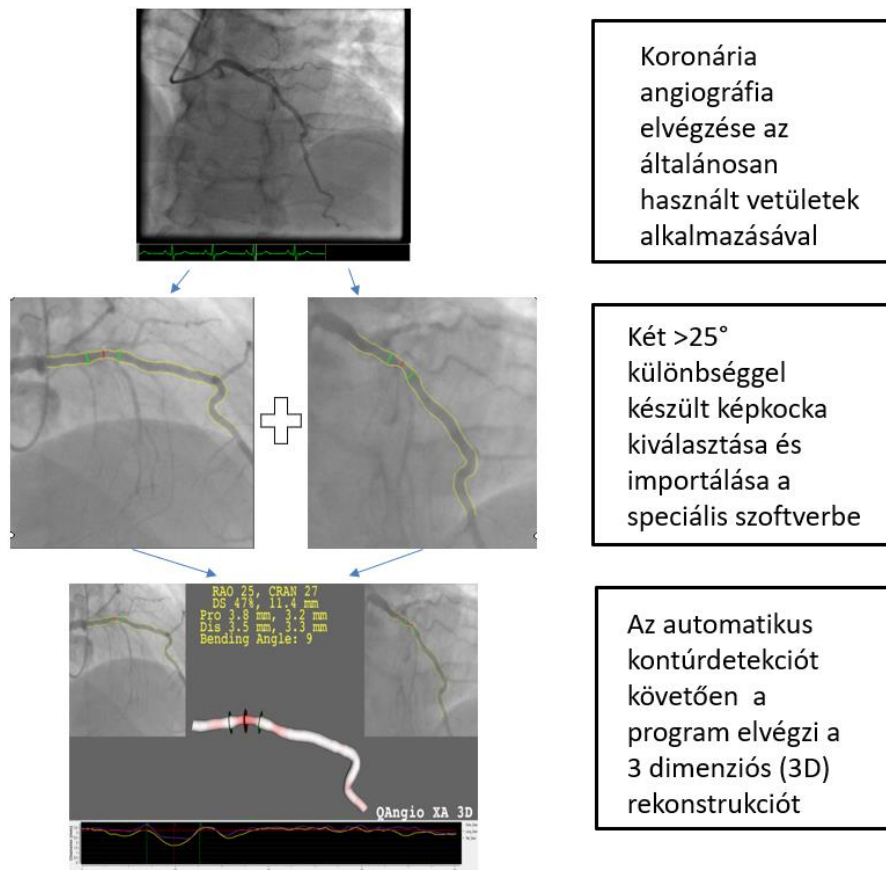 Koronária
angiográfia
elvégzése az
általánosan
használt vetületek
alkalmazásával
Két >25°
különbséggel
készült képkocka
kiválasztása és
importálása a
speciális szoftverbe
RAO 25, CRAN 27
DS 47%, 11.4 mm
Pro 3.8 mm, 3.2 mm
Dis 3.5 mm, 3.3 mm
Bending Angle: 9
QAngio XA 3D
Az automatikus
kontúrdetekciót
követően a
program elvégzi a
3 dimenziós (3D)
rekonstrukciót